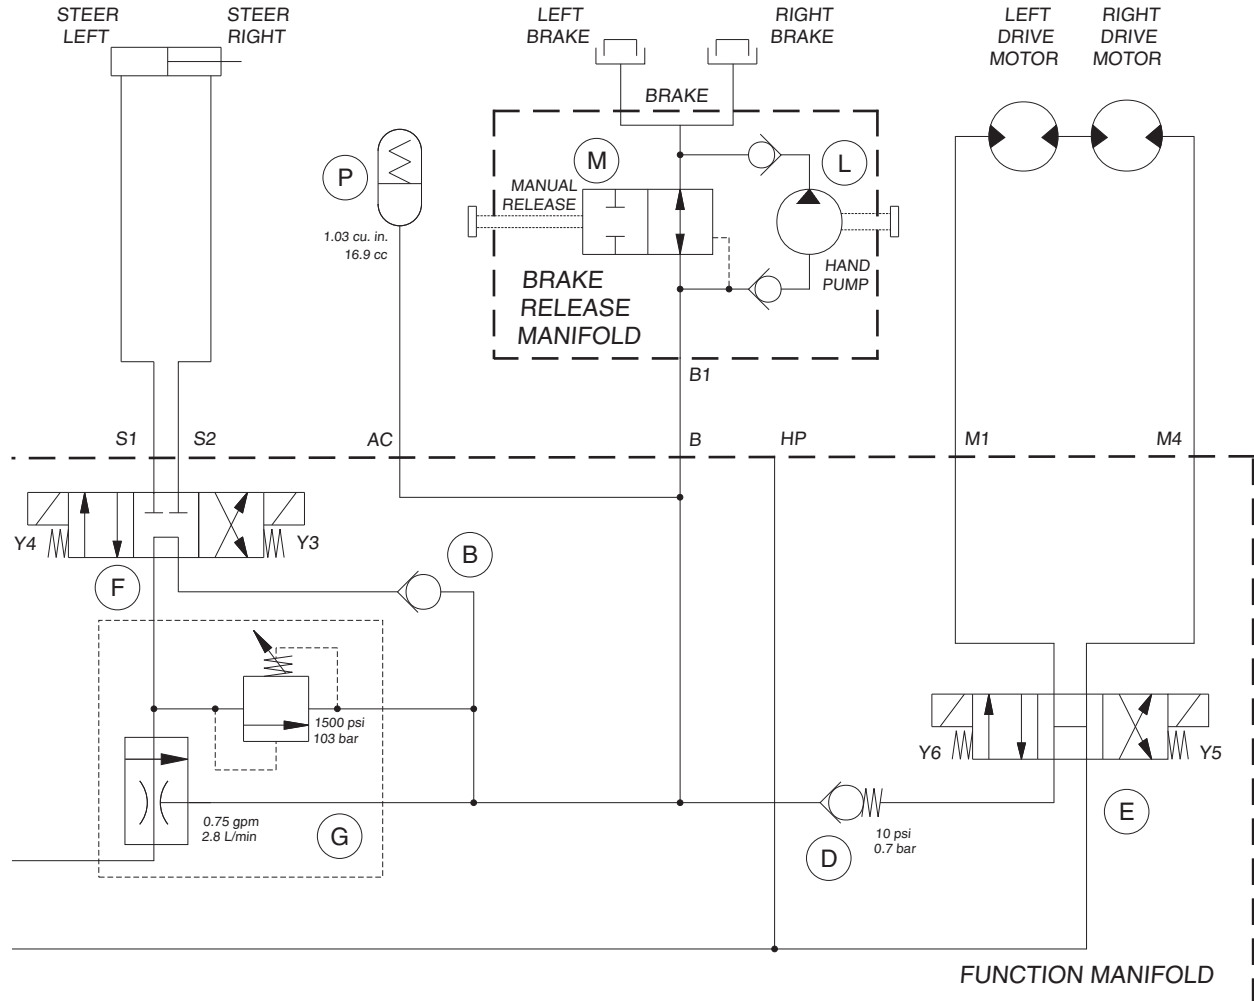 STEER
LEFT
STEER
RIGHT
LEFT
BRAKE
RIGHT
BRAKE
LEFT
DRIVE
MOTOR
RIGHT
DRIVE
MOTOR
BRAKE
P
1.03 cu. in.
16.9 cc
M
L
MANUAL
RELEASE
HAND
PUMP
BRAKE
RELEASE
MANIFOLD
B1
S1
S2
AC
B
HP
M1
M4
Y4
Y3
F
B
1500 psi
103 bar
0.75 gpm
2.8 L/min
G
D
10 psi
0.7 bar
Y6
Y5
E
FUNCTION MANIFOLD